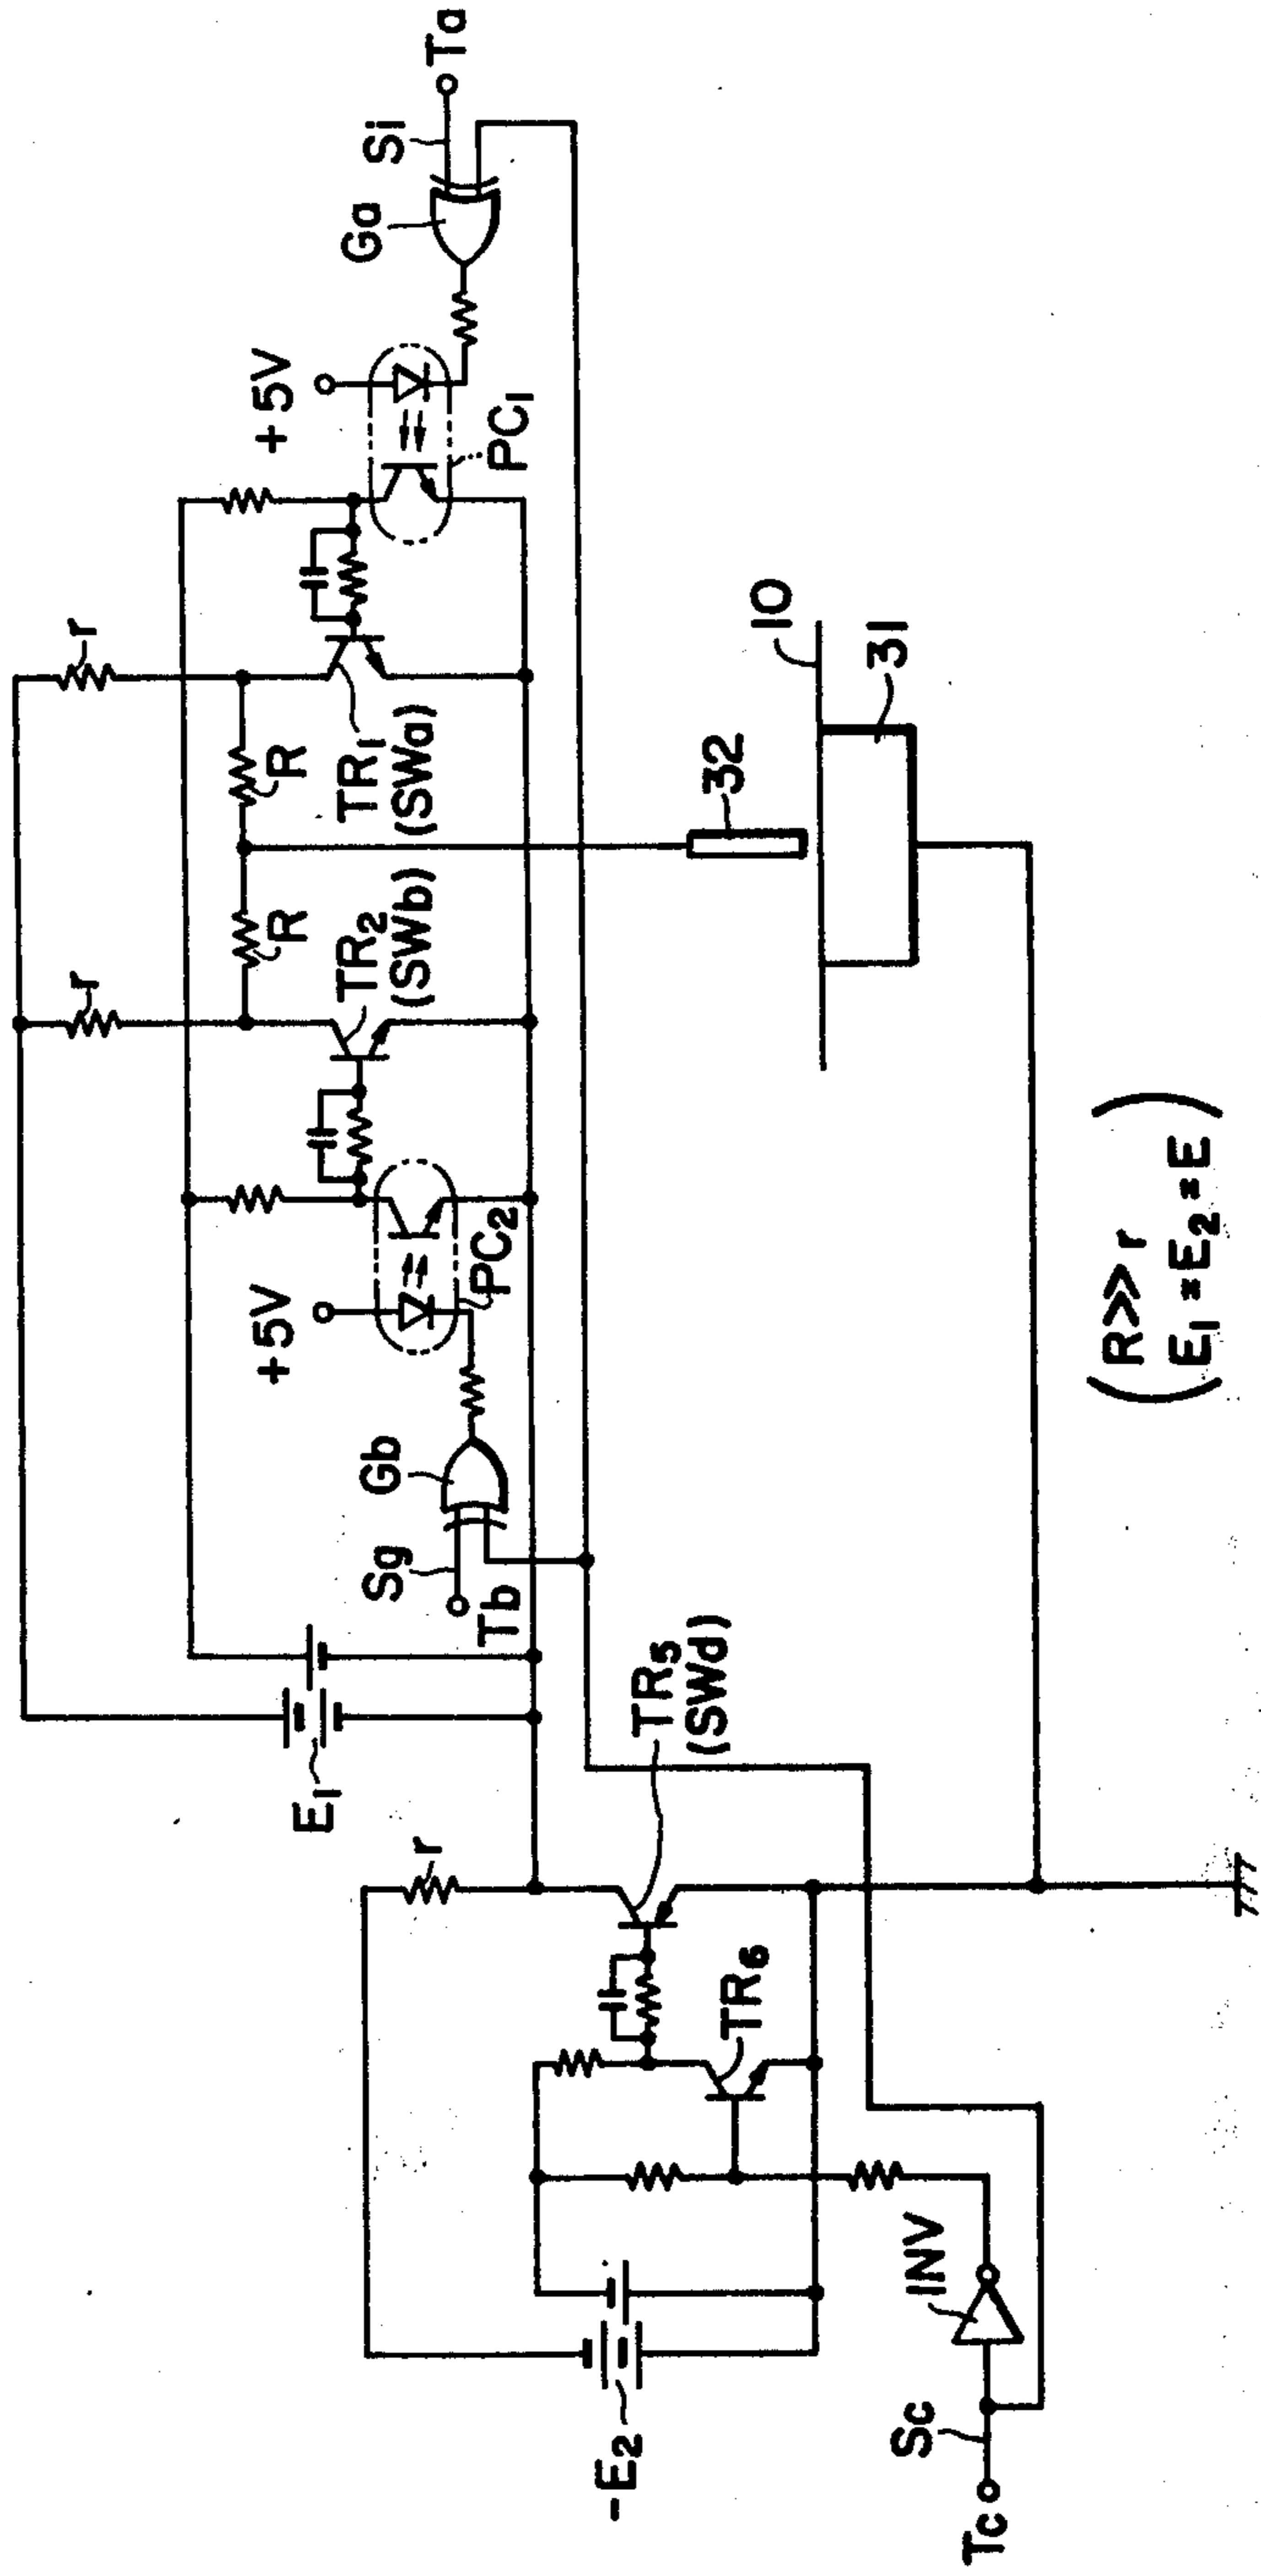 Ta
Si
Ga
+5V
PC1
r
R
TR1
(SWa)
10
31
32
R
TR2
(SWb)
r
PC2
+5V
Gb
Sg
Tb
E1
TR5
(SWd)
r
TR6
-E2
INV
Sc
Tc
(R>>r
E1=E2=E)